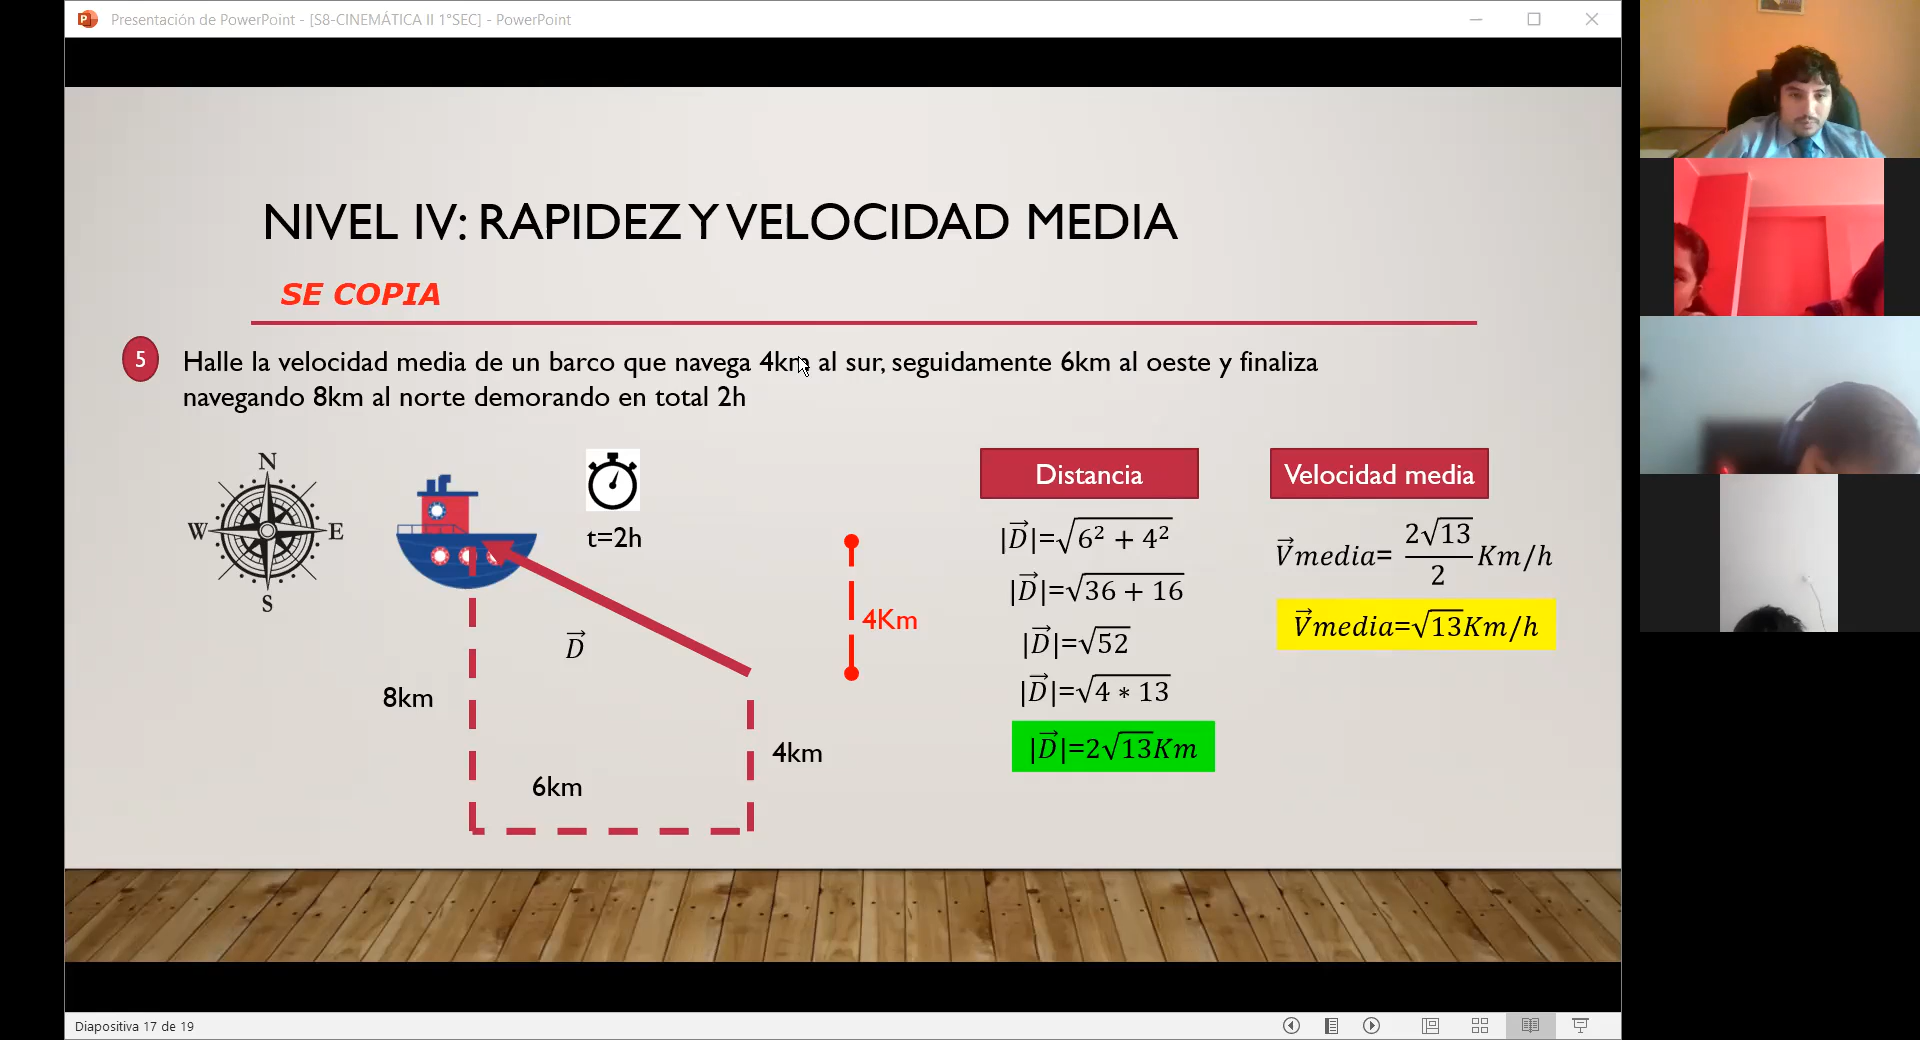 Presentación de PowerPoint - [S8-CINEMÁTICA II 1°SEC] - PowerPoint
NIVEL IV: RAPIDEZ Y VELOCIDAD MEDIA
SE COPIA
5
Halle la velocidad media de un barco que navega 4km al sur, seguidamente 6km al oeste y finaliza
navegando 8km al norte demorando en total 2h
N
W
E
S
t=2h
D⃗
8km
6km
4km
4Km
Distancia
|D⃗|=√(6² + 4²)
|D⃗|=√(36 + 16)
|D⃗|=√52
|D⃗|=√(4 ∗ 13)
|D⃗|=2√13Km
Velocidad media
V⃗media= 2√13/2 Km/h
V⃗media=√13Km/h
Diapositiva 17 de 19